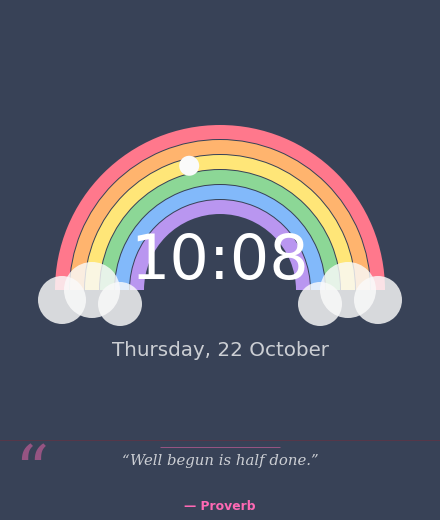 10:08
Thursday, 22 October
“
“Well begun is half done.”
— Proverb